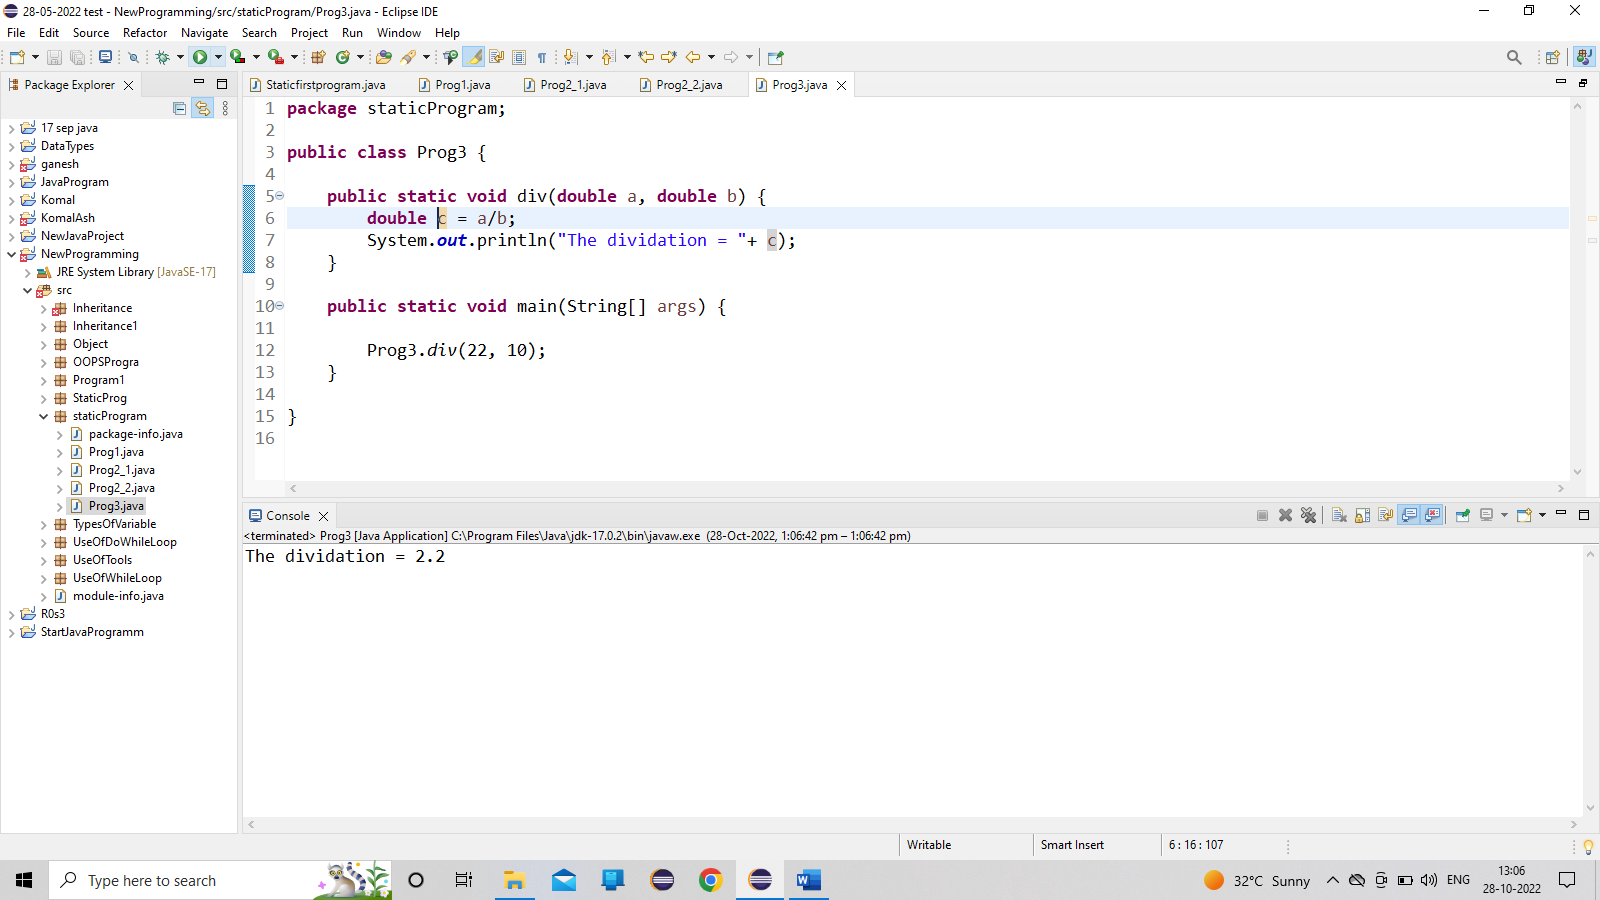 28-05-2022 test - NewProgramming/src/staticProgram/Prog3.java - Eclipse IDE
File Edit Source Refactor Navigate Search Project Run Window Help
Package Explorer
17 sep java
DataTypes
ganesh
JavaProgram
Komal
KomalAsh
NewJavaProject
NewProgramming
JRE System Library [JavaSE-17]
src
Inheritance
Inheritance1
Object
OOPSProgra
Program1
StaticProg
staticProgram
package-info.java
Prog1.java
Prog2_1.java
Prog2_2.java
Prog3.java
TypesOfVariable
UseOfDoWhileLoop
UseOfTools
UseOfWhileLoop
module-info.java
R0s3
StartJavaProgramm
Staticfirstprogram.java Prog1.java Prog2_1.java Prog2_2.java Prog3.java
1 package staticProgram;
2
3 public class Prog3 {
4
5 public static void div(double a, double b) {
6 double c = a/b;
7 System.out.println("The dividation = "+ c);
8 }
9
10 public static void main(String[] args) {
11
12 Prog3.div(22, 10);
13 }
14
15 }
16
Console
<terminated> Prog3 [Java Application] C:\Program Files\Java\jdk-17.0.2\bin\javaw.exe (28-Oct-2022, 1:06:42 pm – 1:06:42 pm)
The dividation = 2.2
Writable Smart Insert 6 : 16 : 107
Type here to search
32°C Sunny ENG 13:06
28-10-2022